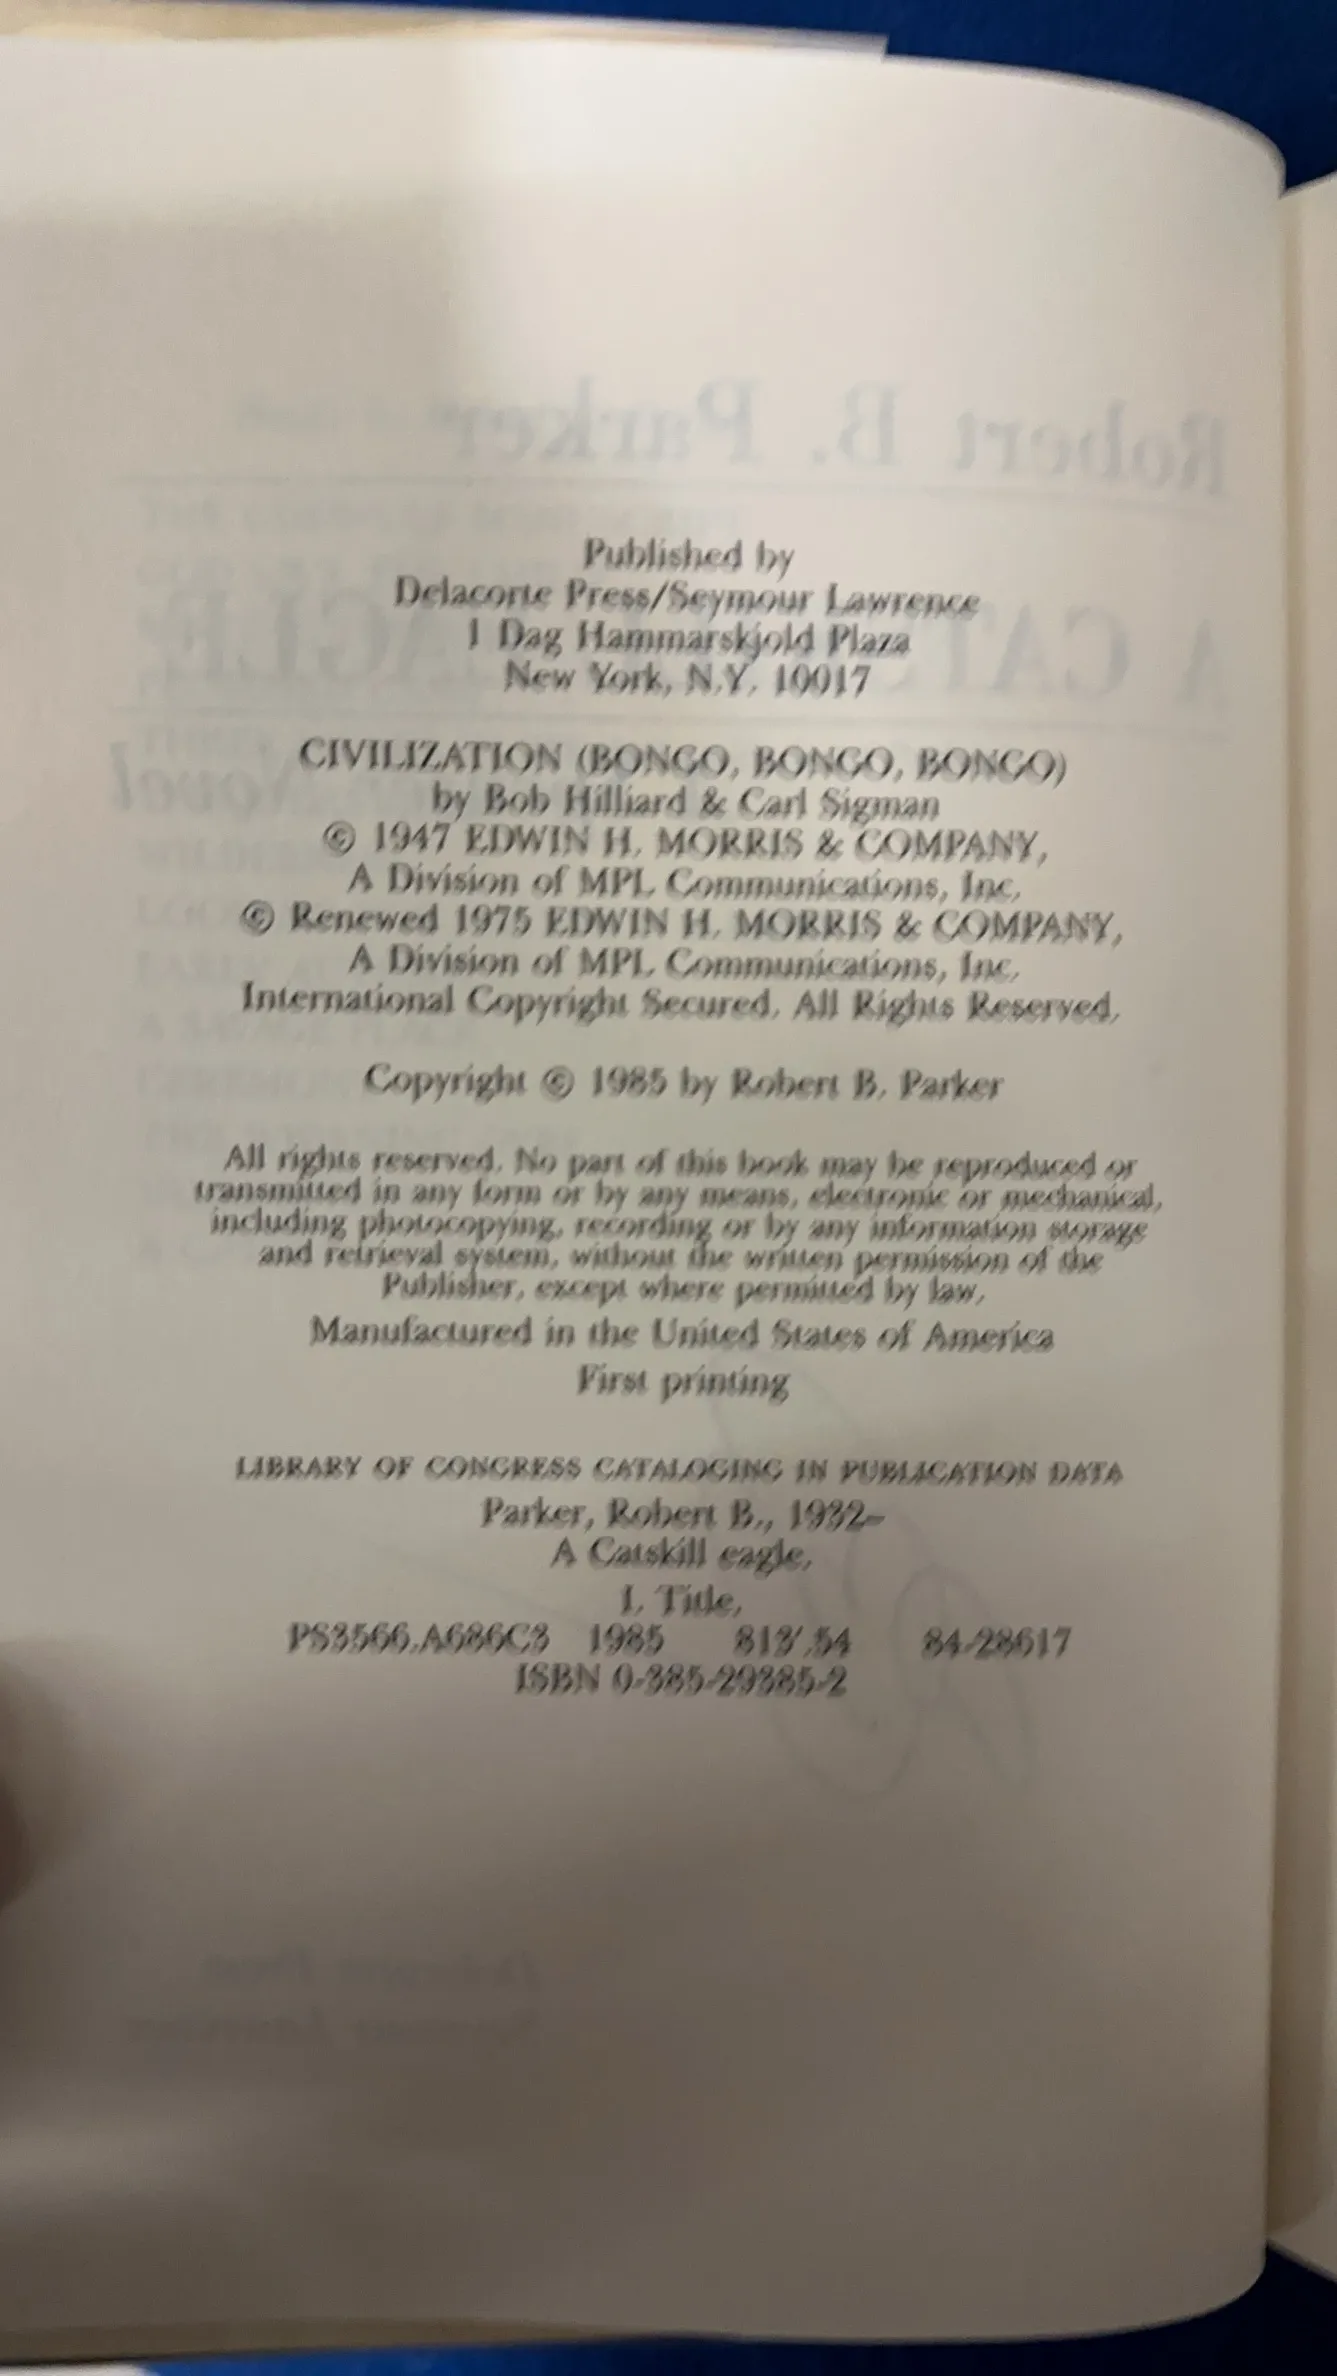 Robert B. Parker
Published by
Delacorte Press/Seymour Lawrence
1 Dag Hammarskjold Plaza
New York, N.Y. 10017
CIVILIZATION (BONGO, BONGO, BONGO)
by Bob Hilliard & Carl Sigman
© 1947 EDWIN H. MORRIS & COMPANY,
A Division of MPL Communications, Inc.
© Renewed 1975 EDWIN H. MORRIS & COMPANY,
A Division of MPL Communications, Inc.
International Copyright Secured. All Rights Reserved.
Copyright © 1985 by Robert B. Parker
All rights reserved. No part of this book may be reproduced or
transmitted in any form or by any means, electronic or mechanical,
including photocopying, recording or by any information storage
and retrieval system, without the written permission of the
Publisher, except where permitted by law.
Manufactured in the United States of America
First printing
LIBRARY OF CONGRESS CATALOGING IN PUBLICATION DATA
Parker, Robert B., 1932–
A Catskill eagle.
I. Title.
PS3566.A686C3 1985 813′.54 84-28617
ISBN 0-385-29385-2